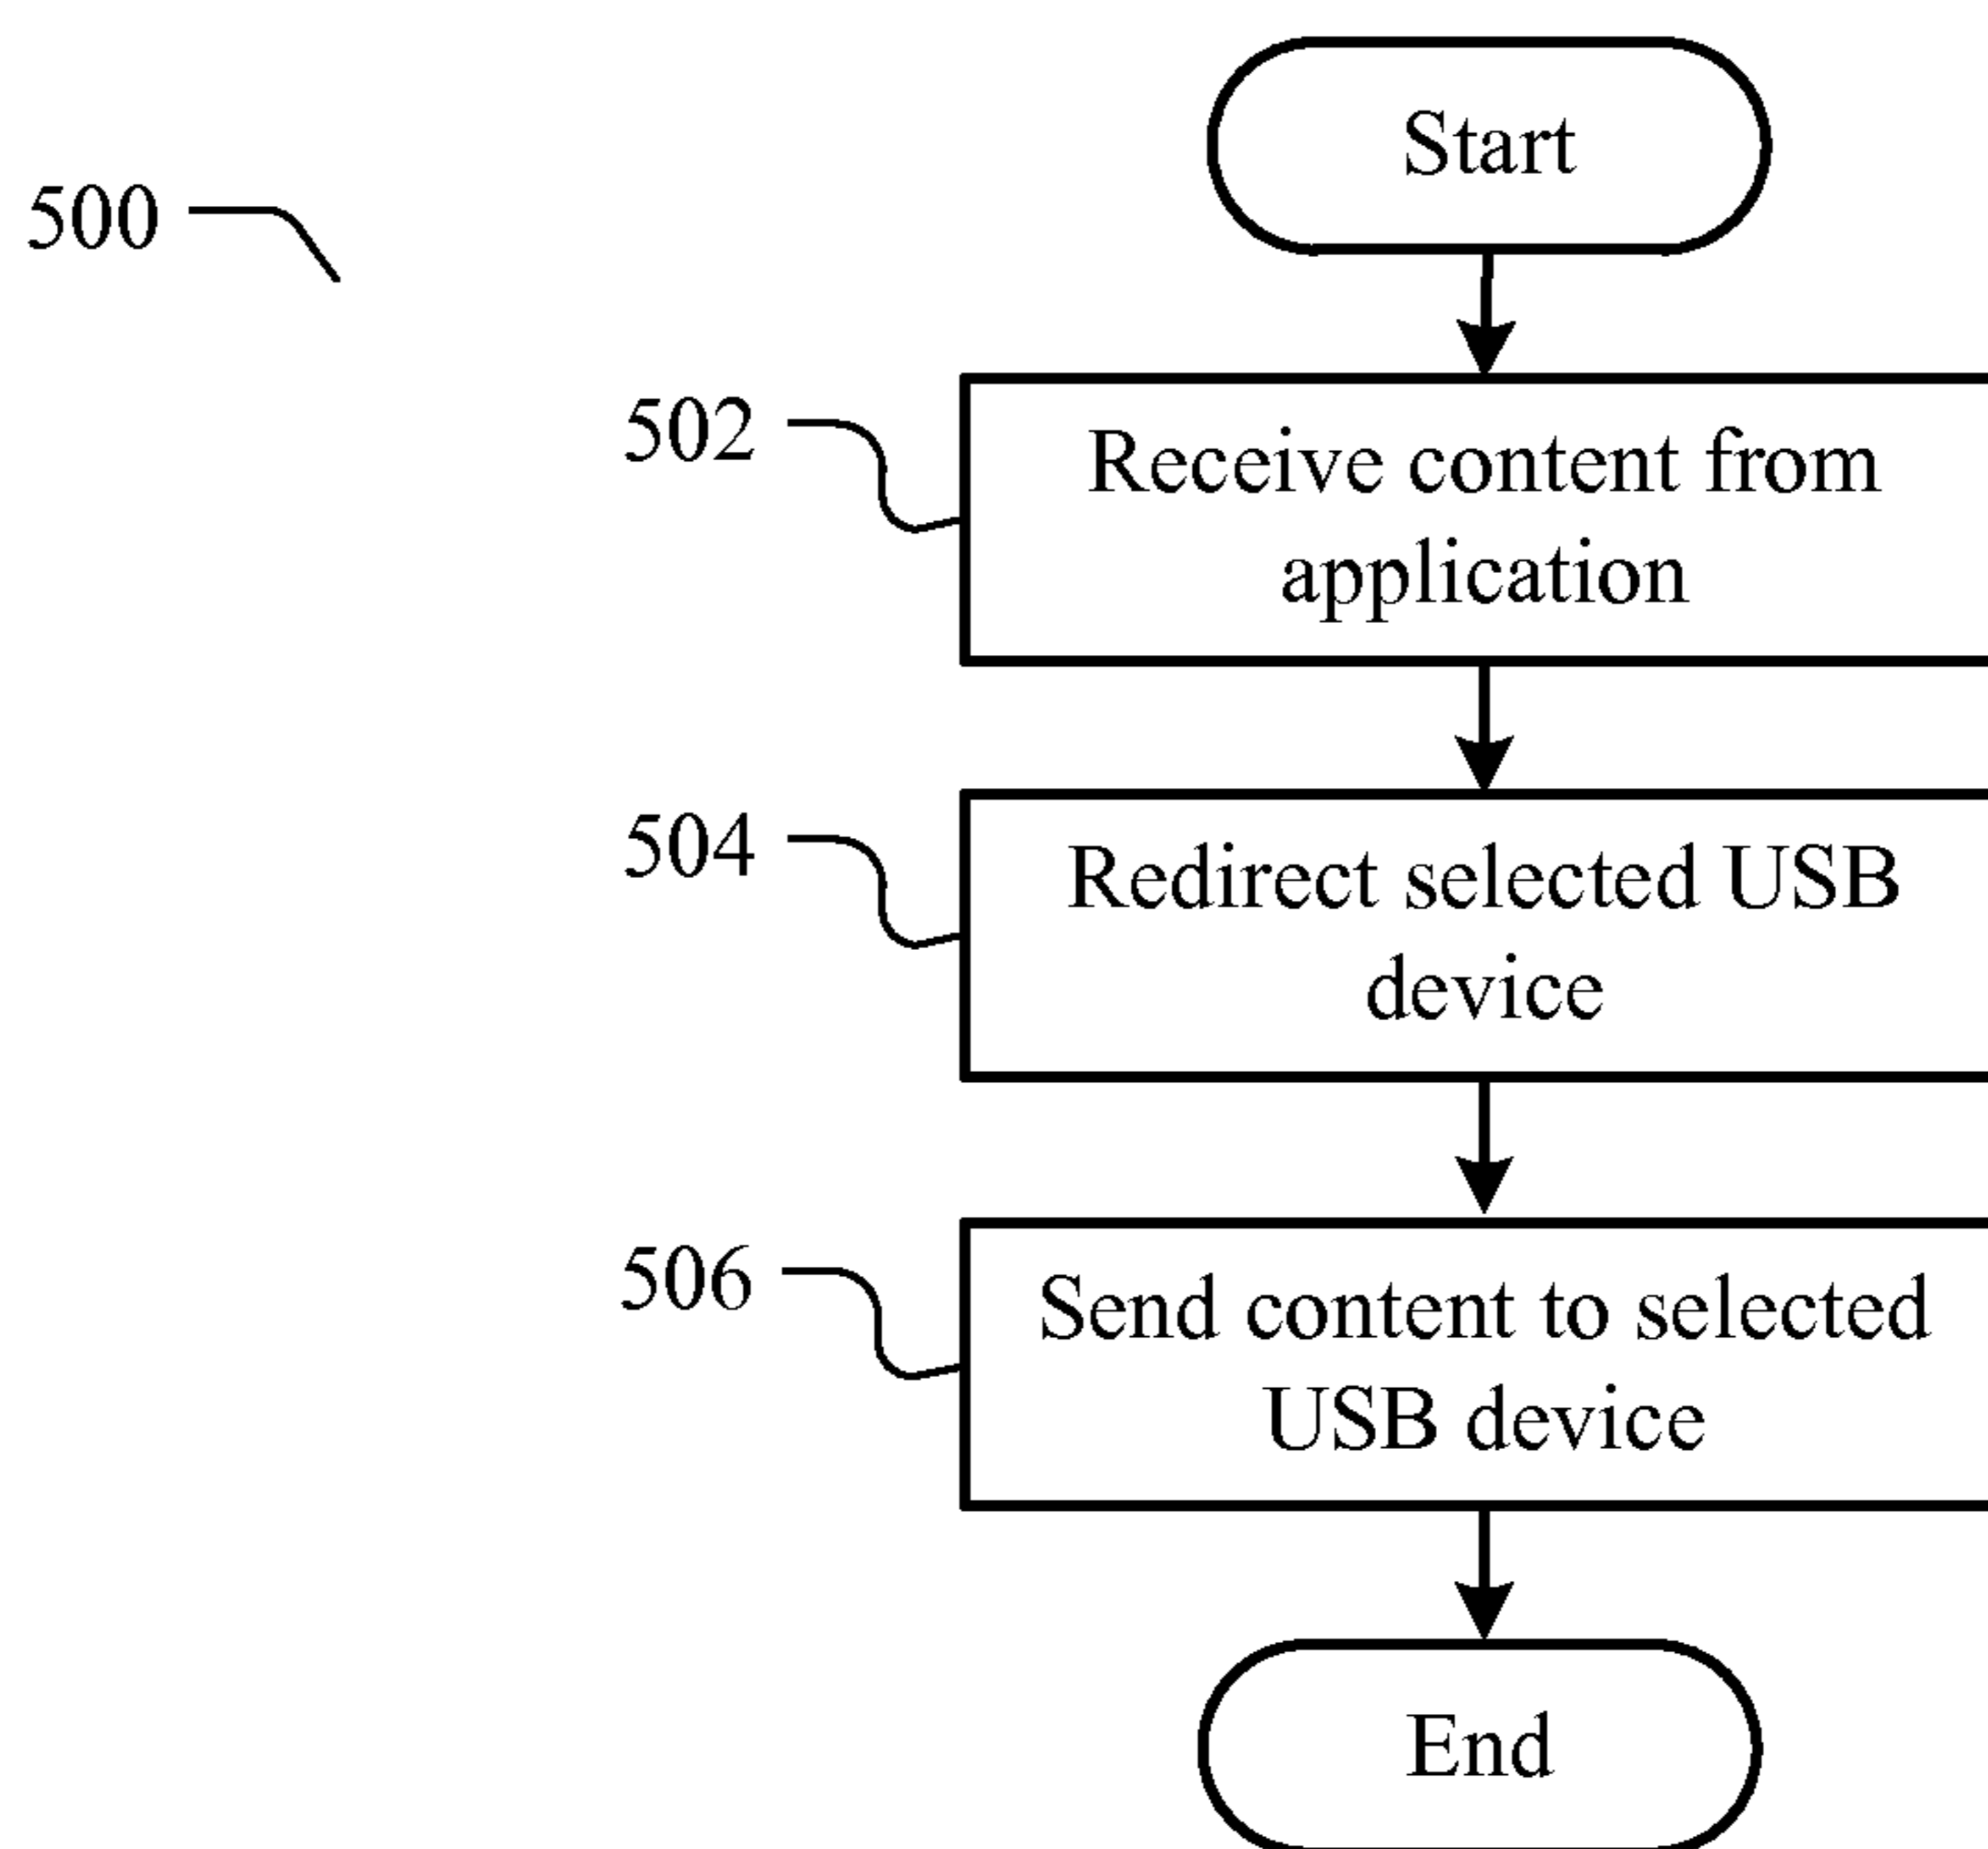 Start
500
502
Receive content from
application
504
Redirect selected USB
device
506
Send content to selected
USB device
End